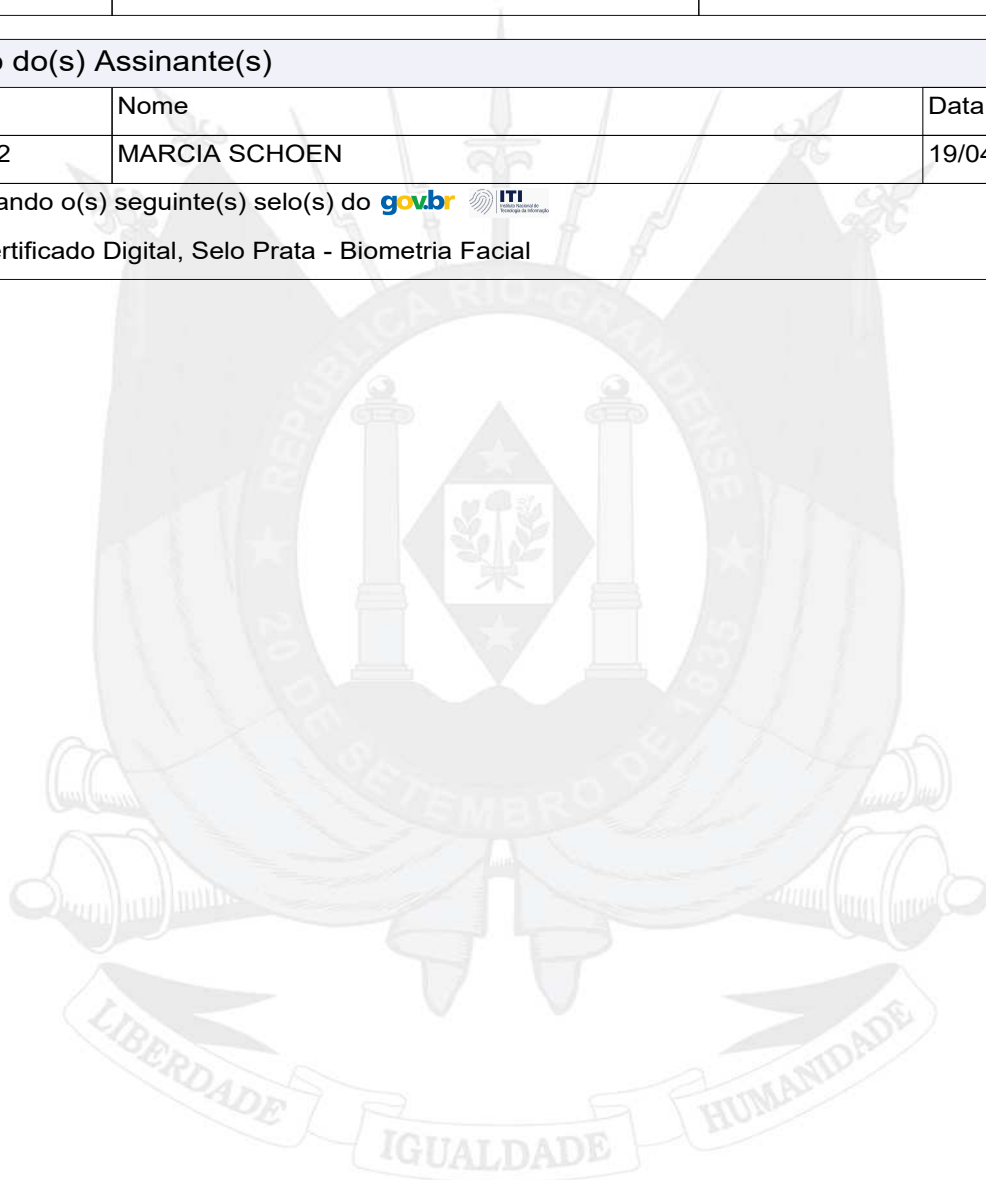 o do(s) Assinante(s)
Nome Data
2 MARCIA SCHOEN 19/04
ando o(s) seguinte(s) selo(s) do gov.br ITI
ertificado Digital, Selo Prata - Biometria Facial
REPÚBLICA RIO-GRANDENSE
20 DE SETEMBRO DE 1835
LIBERDADE IGUALDADE HUMANIDADE